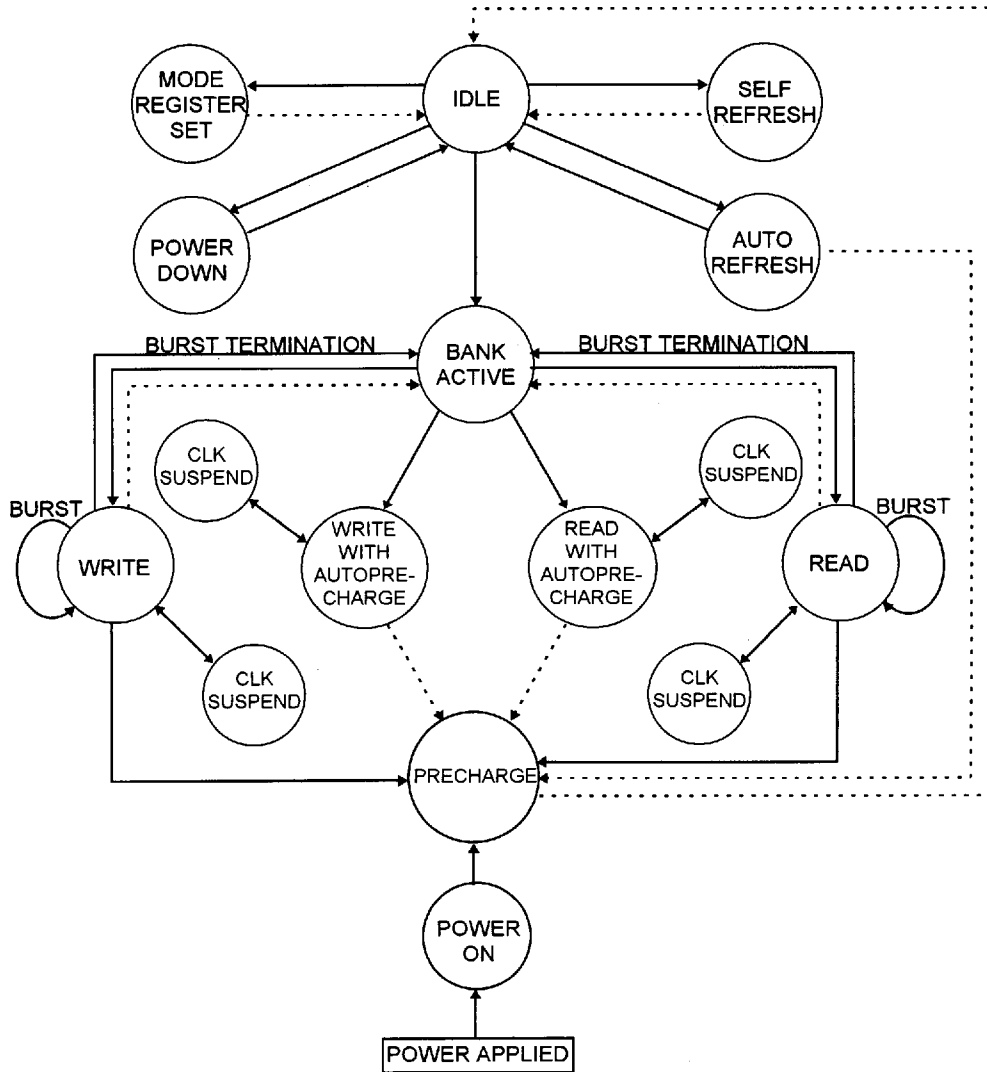 MODE
REGISTER
SET
IDLE
SELF
REFRESH
POWER
DOWN
AUTO
REFRESH
BURST TERMINATION
BANK
ACTIVE
BURST TERMINATION
CLK
SUSPEND
CLK
SUSPEND
BURST
WRITE
WRITE
WITH
AUTOPRE-
CHARGE
READ
WITH
AUTOPRE-
CHARGE
READ
BURST
CLK
SUSPEND
CLK
SUSPEND
PRECHARGE
POWER
ON
POWER APPLIED